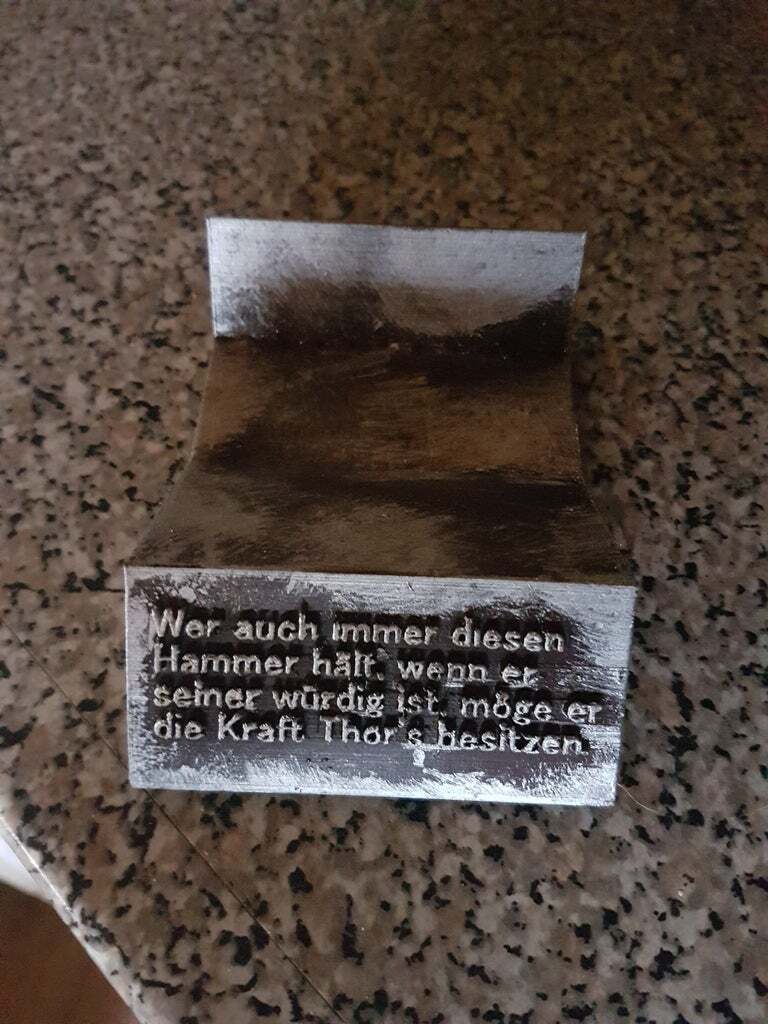 Wer auch immer diesen
Hammer hält, wenn er
seiner würdig ist, möge er
die Kraft Thor's besitzen.